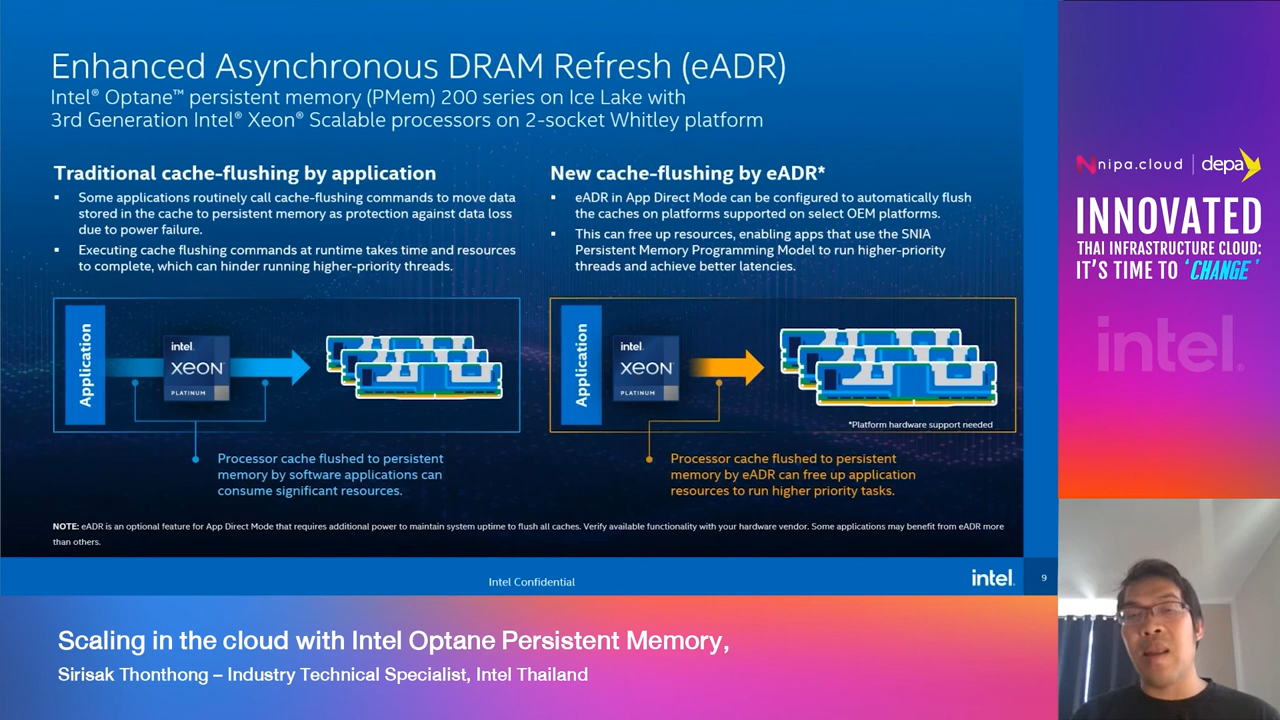 Enhanced Asynchronous DRAM Refresh (eADR)
Intel® Optane™ persistent memory (PMem) 200 series on Ice Lake with
3rd Generation Intel® Xeon® Scalable processors on 2-socket Whitley platform
Traditional cache-flushing by application
▪ Some applications routinely call cache-flushing commands to move data
stored in the cache to persistent memory as protection against data loss
due to power failure.
▪ Executing cache flushing commands at runtime takes time and resources
to complete, which can hinder running higher-priority threads.
Application
intel.
XEON®
PLATINUM
Processor cache flushed to persistent
memory by software applications can
consume significant resources.
New cache-flushing by eADR*
▪ eADR in App Direct Mode can be configured to automatically flush
the caches on platforms supported on select OEM platforms.
▪ This can free up resources, enabling apps that use the SNIA
Persistent Memory Programming Model to run higher-priority
threads and achieve better latencies.
Application
intel.
XEON®
PLATINUM
*Platform hardware support needed
Processor cache flushed to persistent
memory by eADR can free up application
resources to run higher priority tasks.
NOTE: eADR is an optional feature for App Direct Mode that requires additional power to maintain system uptime to flush all caches. Verify available functionality with your hardware vendor. Some applications may benefit from eADR more
than others.
Intel Confidential
intel.
9
nipa.cloud | depa
INNOVATED
THAI INFRASTRUCTURE CLOUD:
IT'S TIME TO 'CHANGE'
intel.
Scaling in the cloud with Intel Optane Persistent Memory,
Sirisak Thonthong – Industry Technical Specialist, Intel Thailand